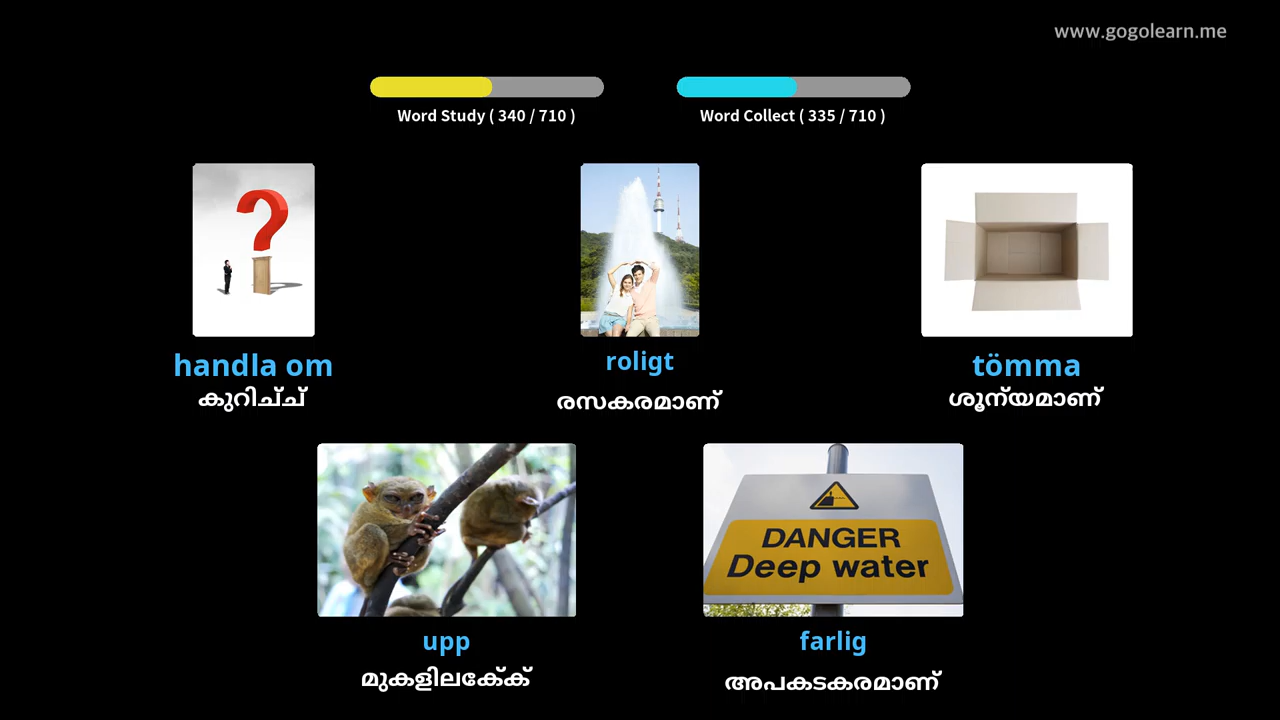 www.gogolearn.me
Word Study ( 340 / 710 )
Word Collect ( 335 / 710 )
handla om
കുറിച്ച്
roligt
രസകരമാണ്
tömma
ശൂന്യമാണ്
DANGER
Deep water
upp
മുകളിലേക്ക്
farlig
അപകടകരമാണ്